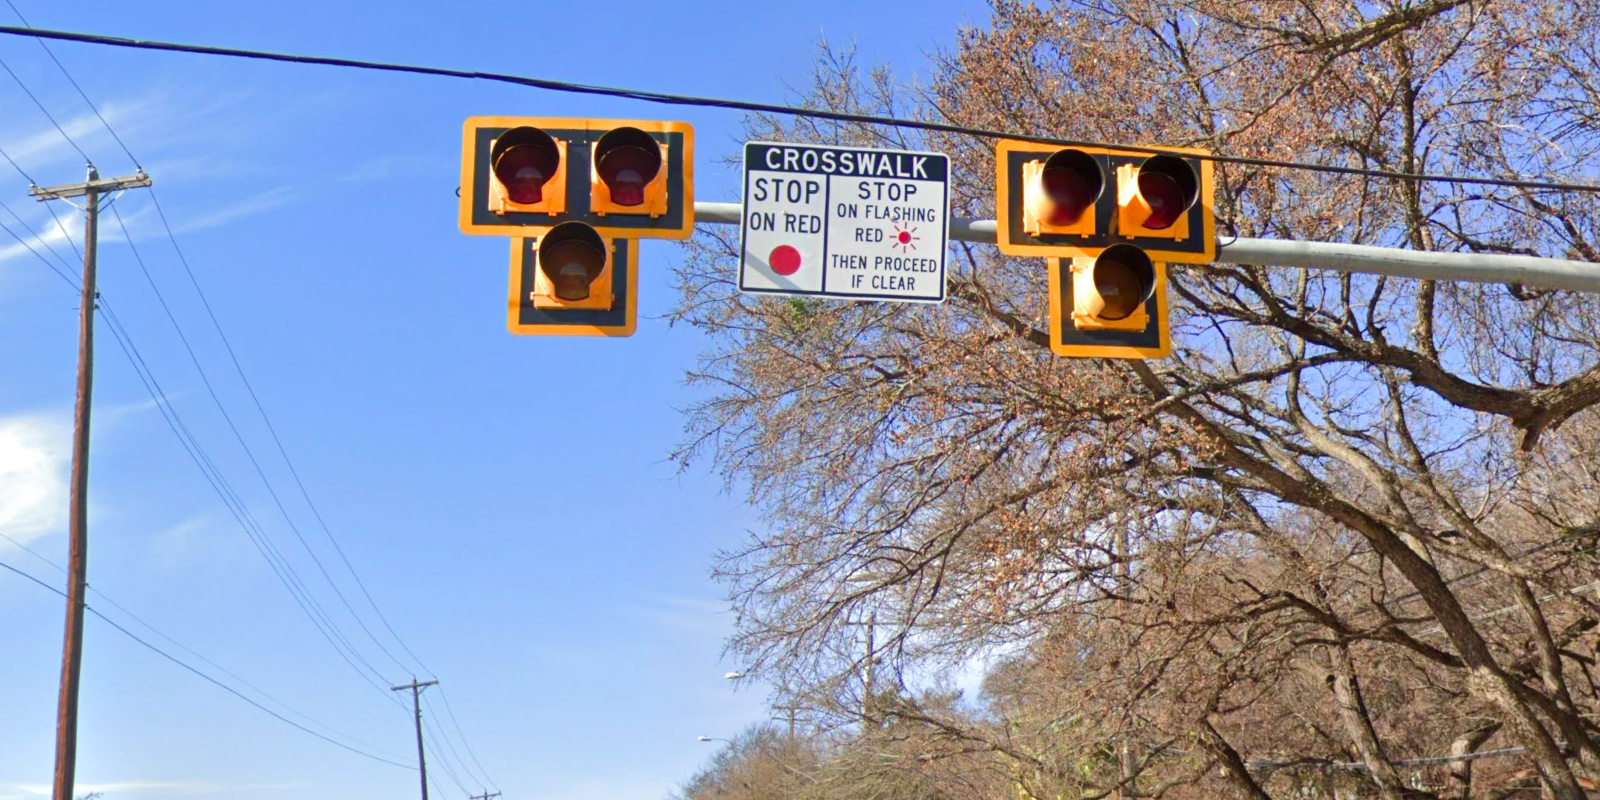 CROSSWALK
STOP
ON RED
STOP
ON FLASHING
RED
THEN PROCEED
IF CLEAR